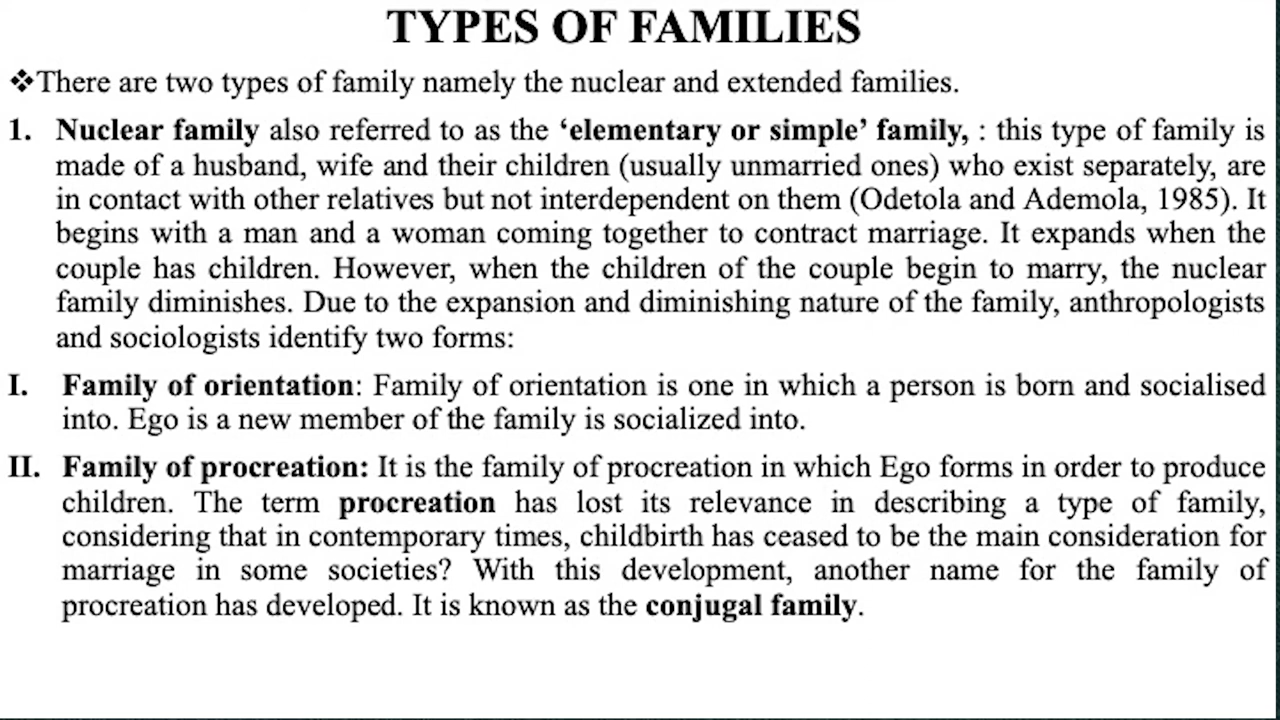 TYPES OF FAMILIES
❖There are two types of family namely the nuclear and extended families.
1. Nuclear family also referred to as the ‘elementary or simple’ family, : this type of family is
made of a husband, wife and their children (usually unmarried ones) who exist separately, are
in contact with other relatives but not interdependent on them (Odetola and Ademola, 1985). It
begins with a man and a woman coming together to contract marriage. It expands when the
couple has children. However, when the children of the couple begin to marry, the nuclear
family diminishes. Due to the expansion and diminishing nature of the family, anthropologists
and sociologists identify two forms:
I. Family of orientation: Family of orientation is one in which a person is born and socialised
into. Ego is a new member of the family is socialized into.
II. Family of procreation: It is the family of procreation in which Ego forms in order to produce
children. The term procreation has lost its relevance in describing a type of family,
considering that in contemporary times, childbirth has ceased to be the main consideration for
marriage in some societies? With this development, another name for the family of
procreation has developed. It is known as the conjugal family.